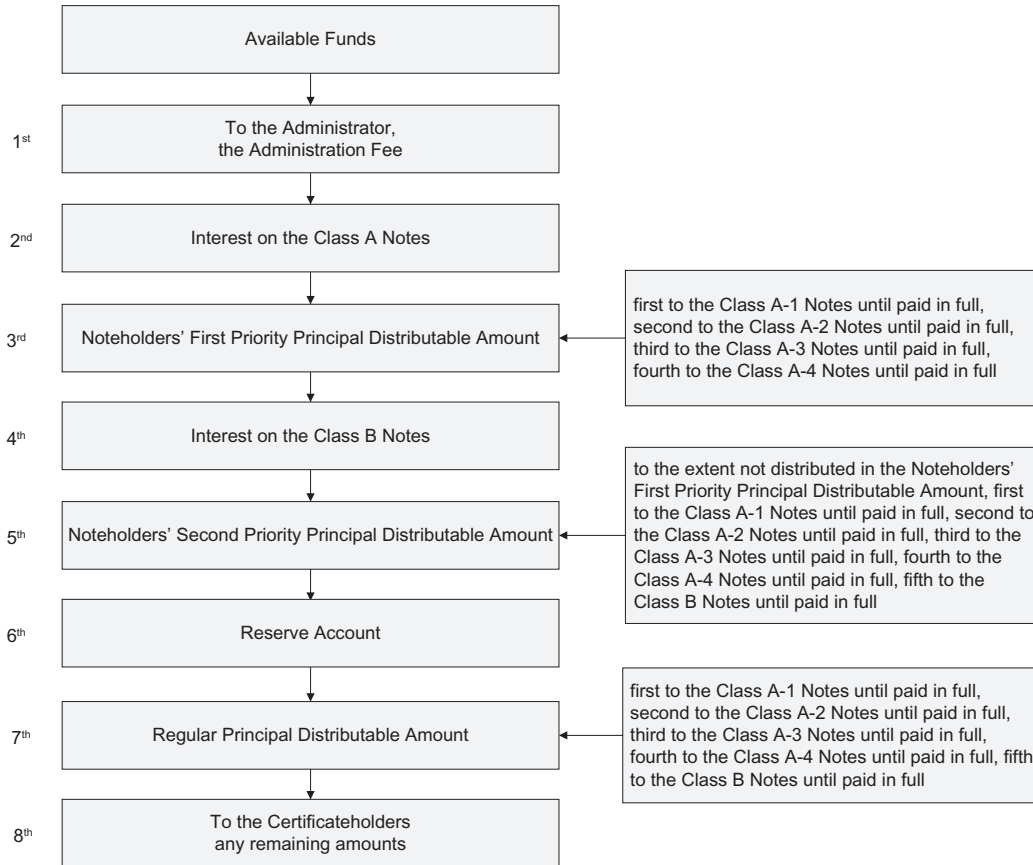 Available Funds
1st
To the Administrator,
the Administration Fee
2nd
Interest on the Class A Notes
3rd
Noteholders' First Priority Principal Distributable Amount
first to the Class A-1 Notes until paid in full,
second to the Class A-2 Notes until paid in full,
third to the Class A-3 Notes until paid in full,
fourth to the Class A-4 Notes until paid in full
4th
Interest on the Class B Notes
5th
Noteholders' Second Priority Principal Distributable Amount
to the extent not distributed in the Noteholders'
First Priority Principal Distributable Amount, first
to the Class A-1 Notes until paid in full, second to
the Class A-2 Notes until paid in full, third to the
Class A-3 Notes until paid in full, fourth to the
Class A-4 Notes until paid in full, fifth to the
Class B Notes until paid in full
6th
Reserve Account
7th
Regular Principal Distributable Amount
first to the Class A-1 Notes until paid in full,
second to the Class A-2 Notes until paid in full,
third to the Class A-3 Notes until paid in full,
fourth to the Class A-4 Notes until paid in full, fifth
to the Class B Notes until paid in full
8th
To the Certificateholders
any remaining amounts